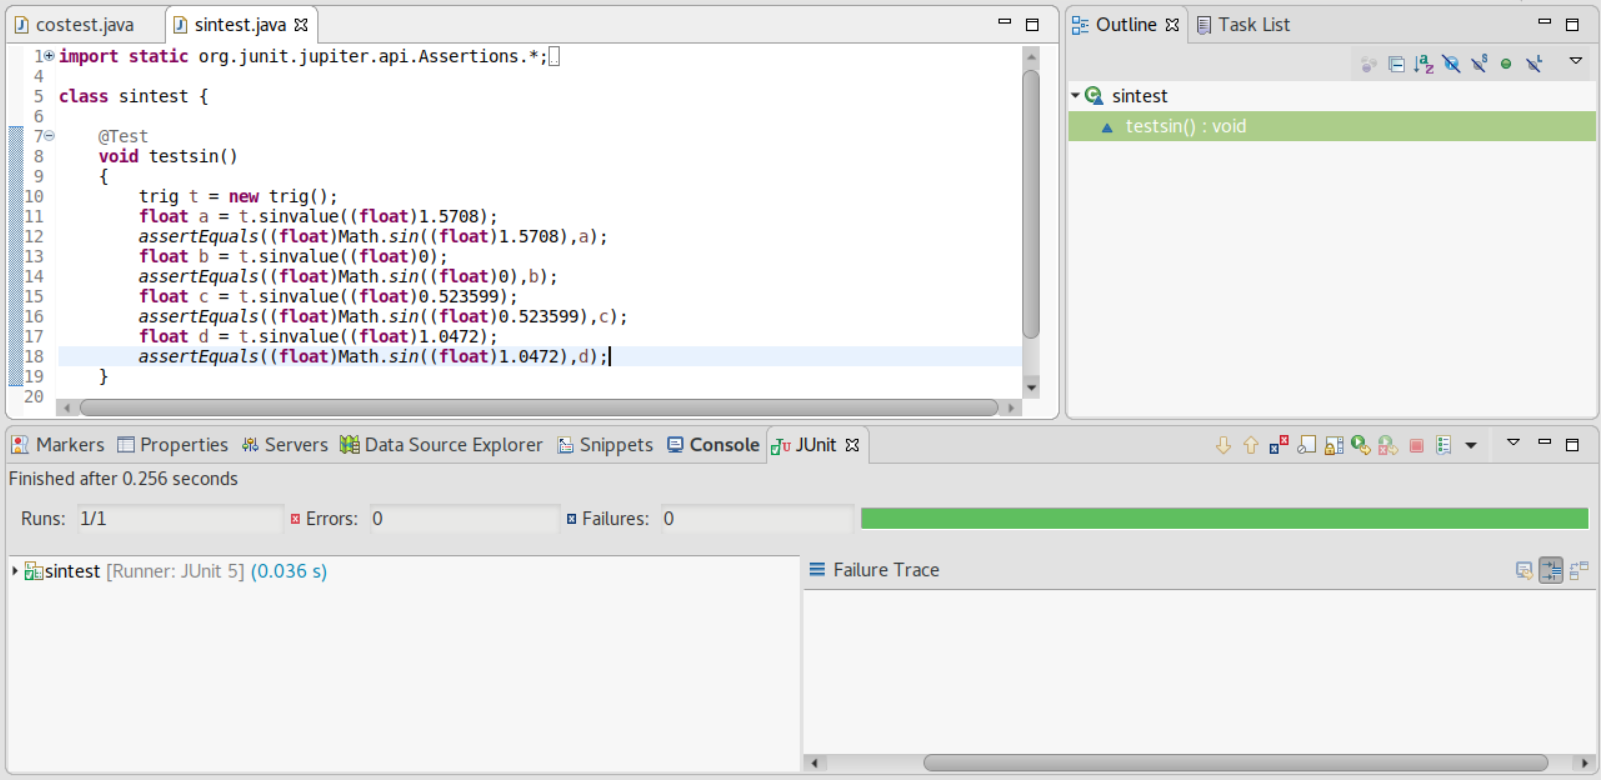 costest.java sintest.java
1 import static org.junit.jupiter.api.Assertions.*;
4
5 class sintest {
6
7 @Test
8 void testsin()
9 {
10 trig t = new trig();
11 float a = t.sinvalue((float)1.5708);
12 assertEquals((float)Math.sin((float)1.5708),a);
13 float b = t.sinvalue((float)0);
14 assertEquals((float)Math.sin((float)0),b);
15 float c = t.sinvalue((float)0.523599);
16 assertEquals((float)Math.sin((float)0.523599),c);
17 float d = t.sinvalue((float)1.0472);
18 assertEquals((float)Math.sin((float)1.0472),d);
19 }
20
Outline Task List
sintest
testsin() : void
Markers Properties Servers Data Source Explorer Snippets Console JUnit
Finished after 0.256 seconds
Runs: 1/1 Errors: 0 Failures: 0
sintest [Runner: JUnit 5] (0.036 s)
Failure Trace